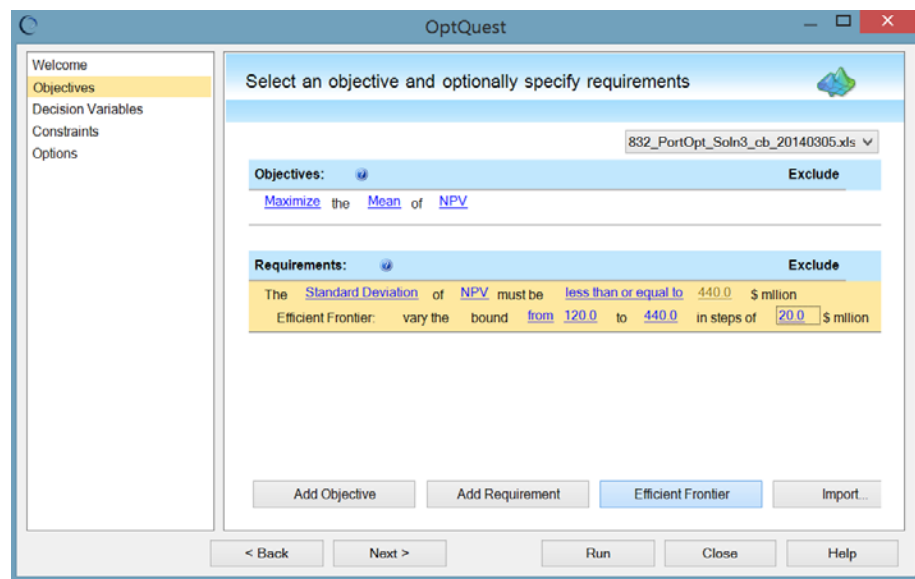 OptQuest
Welcome
Objectives
Decision Variables
Constraints
Options
Select an objective and optionally specify requirements
832_PortOpt_Soln3_cb_20140305.xls
Objectives: Exclude
Maximize the Mean of NPV
Requirements: Exclude
The Standard Deviation of NPV must be less than or equal to 440.0 $ mllion
Efficient Frontier: vary the bound from 120.0 to 440.0 in steps of 20.0 $ mllion
Add Objective Add Requirement Efficient Frontier Import...
< Back Next > Run Close Help